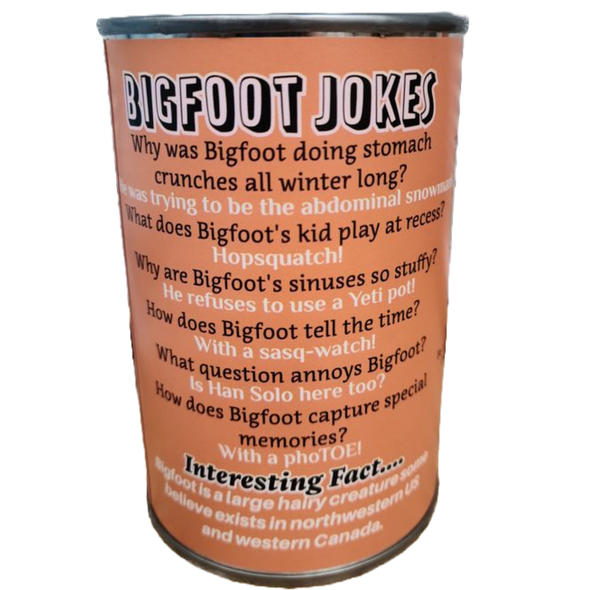 BIGFOOT JOKES
Why was Bigfoot doing stomach
crunches all winter long?
he was trying to be the abdominal snowman
What does Bigfoot's kid play at recess?
Hopsquatch!
Why are Bigfoot's sinuses so stuffy?
He refuses to use a Yeti pot!
How does Bigfoot tell the time?
With a sasq-watch!
What question annoys Bigfoot?
Is Han Solo here too?
How does Bigfoot capture special
memories?
With a phoTOE!
Interesting Fact....
Bigfoot is a large hairy creature some
believe exists in northwestern US
and western Canada.